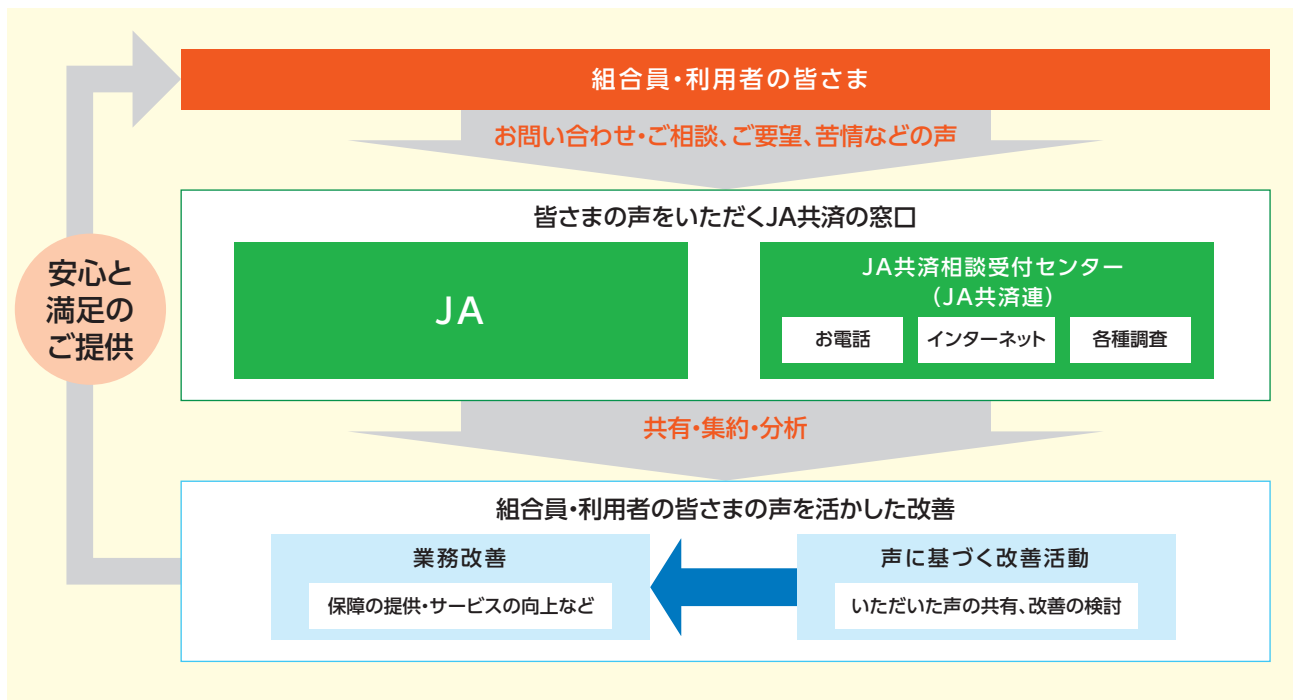 組合員・利用者の皆さま
お問い合わせ・ご相談、ご要望、苦情などの声
皆さまの声をいただくJA共済の窓口
JA
JA共済相談受付センター
（JA共済連）
お電話
インターネット
各種調査
安心と
満足の
ご提供
共有・集約・分析
組合員・利用者の皆さまの声を活かした改善
業務改善
保障の提供・サービスの向上など
声に基づく改善活動
いただいた声の共有、改善の検討